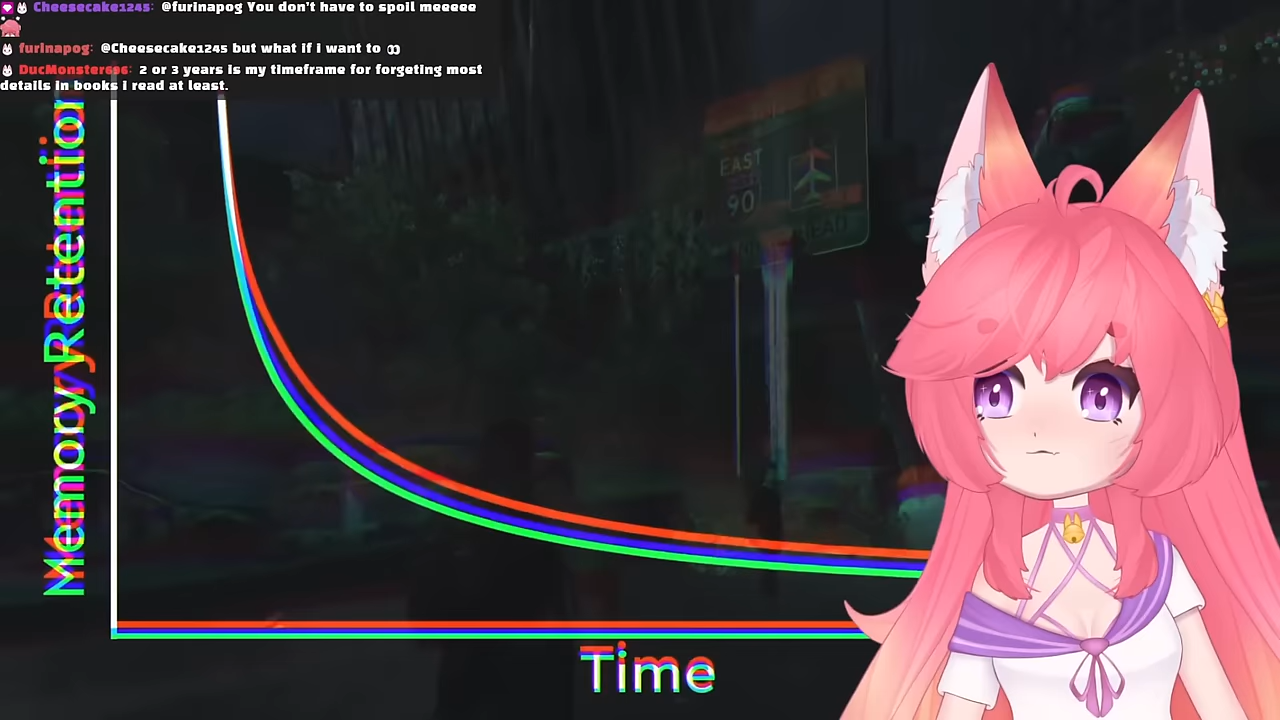 Cheesecake1245: @furinapog You don't have to spoil meeeee
furinapog: @Cheesecake1245 but what if i want to
DucMonster696: 2 or 3 years is my timeframe for forgeting most
details in books I read at least.
Memory Retention
EAST
90
Time